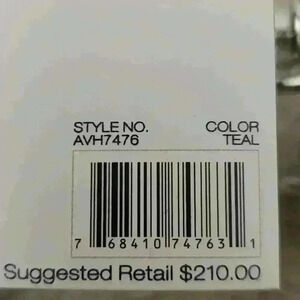 STYLE NO. COLOR
AVH7476 TEAL
7 68410 74763 1
Suggested Retail $210.00